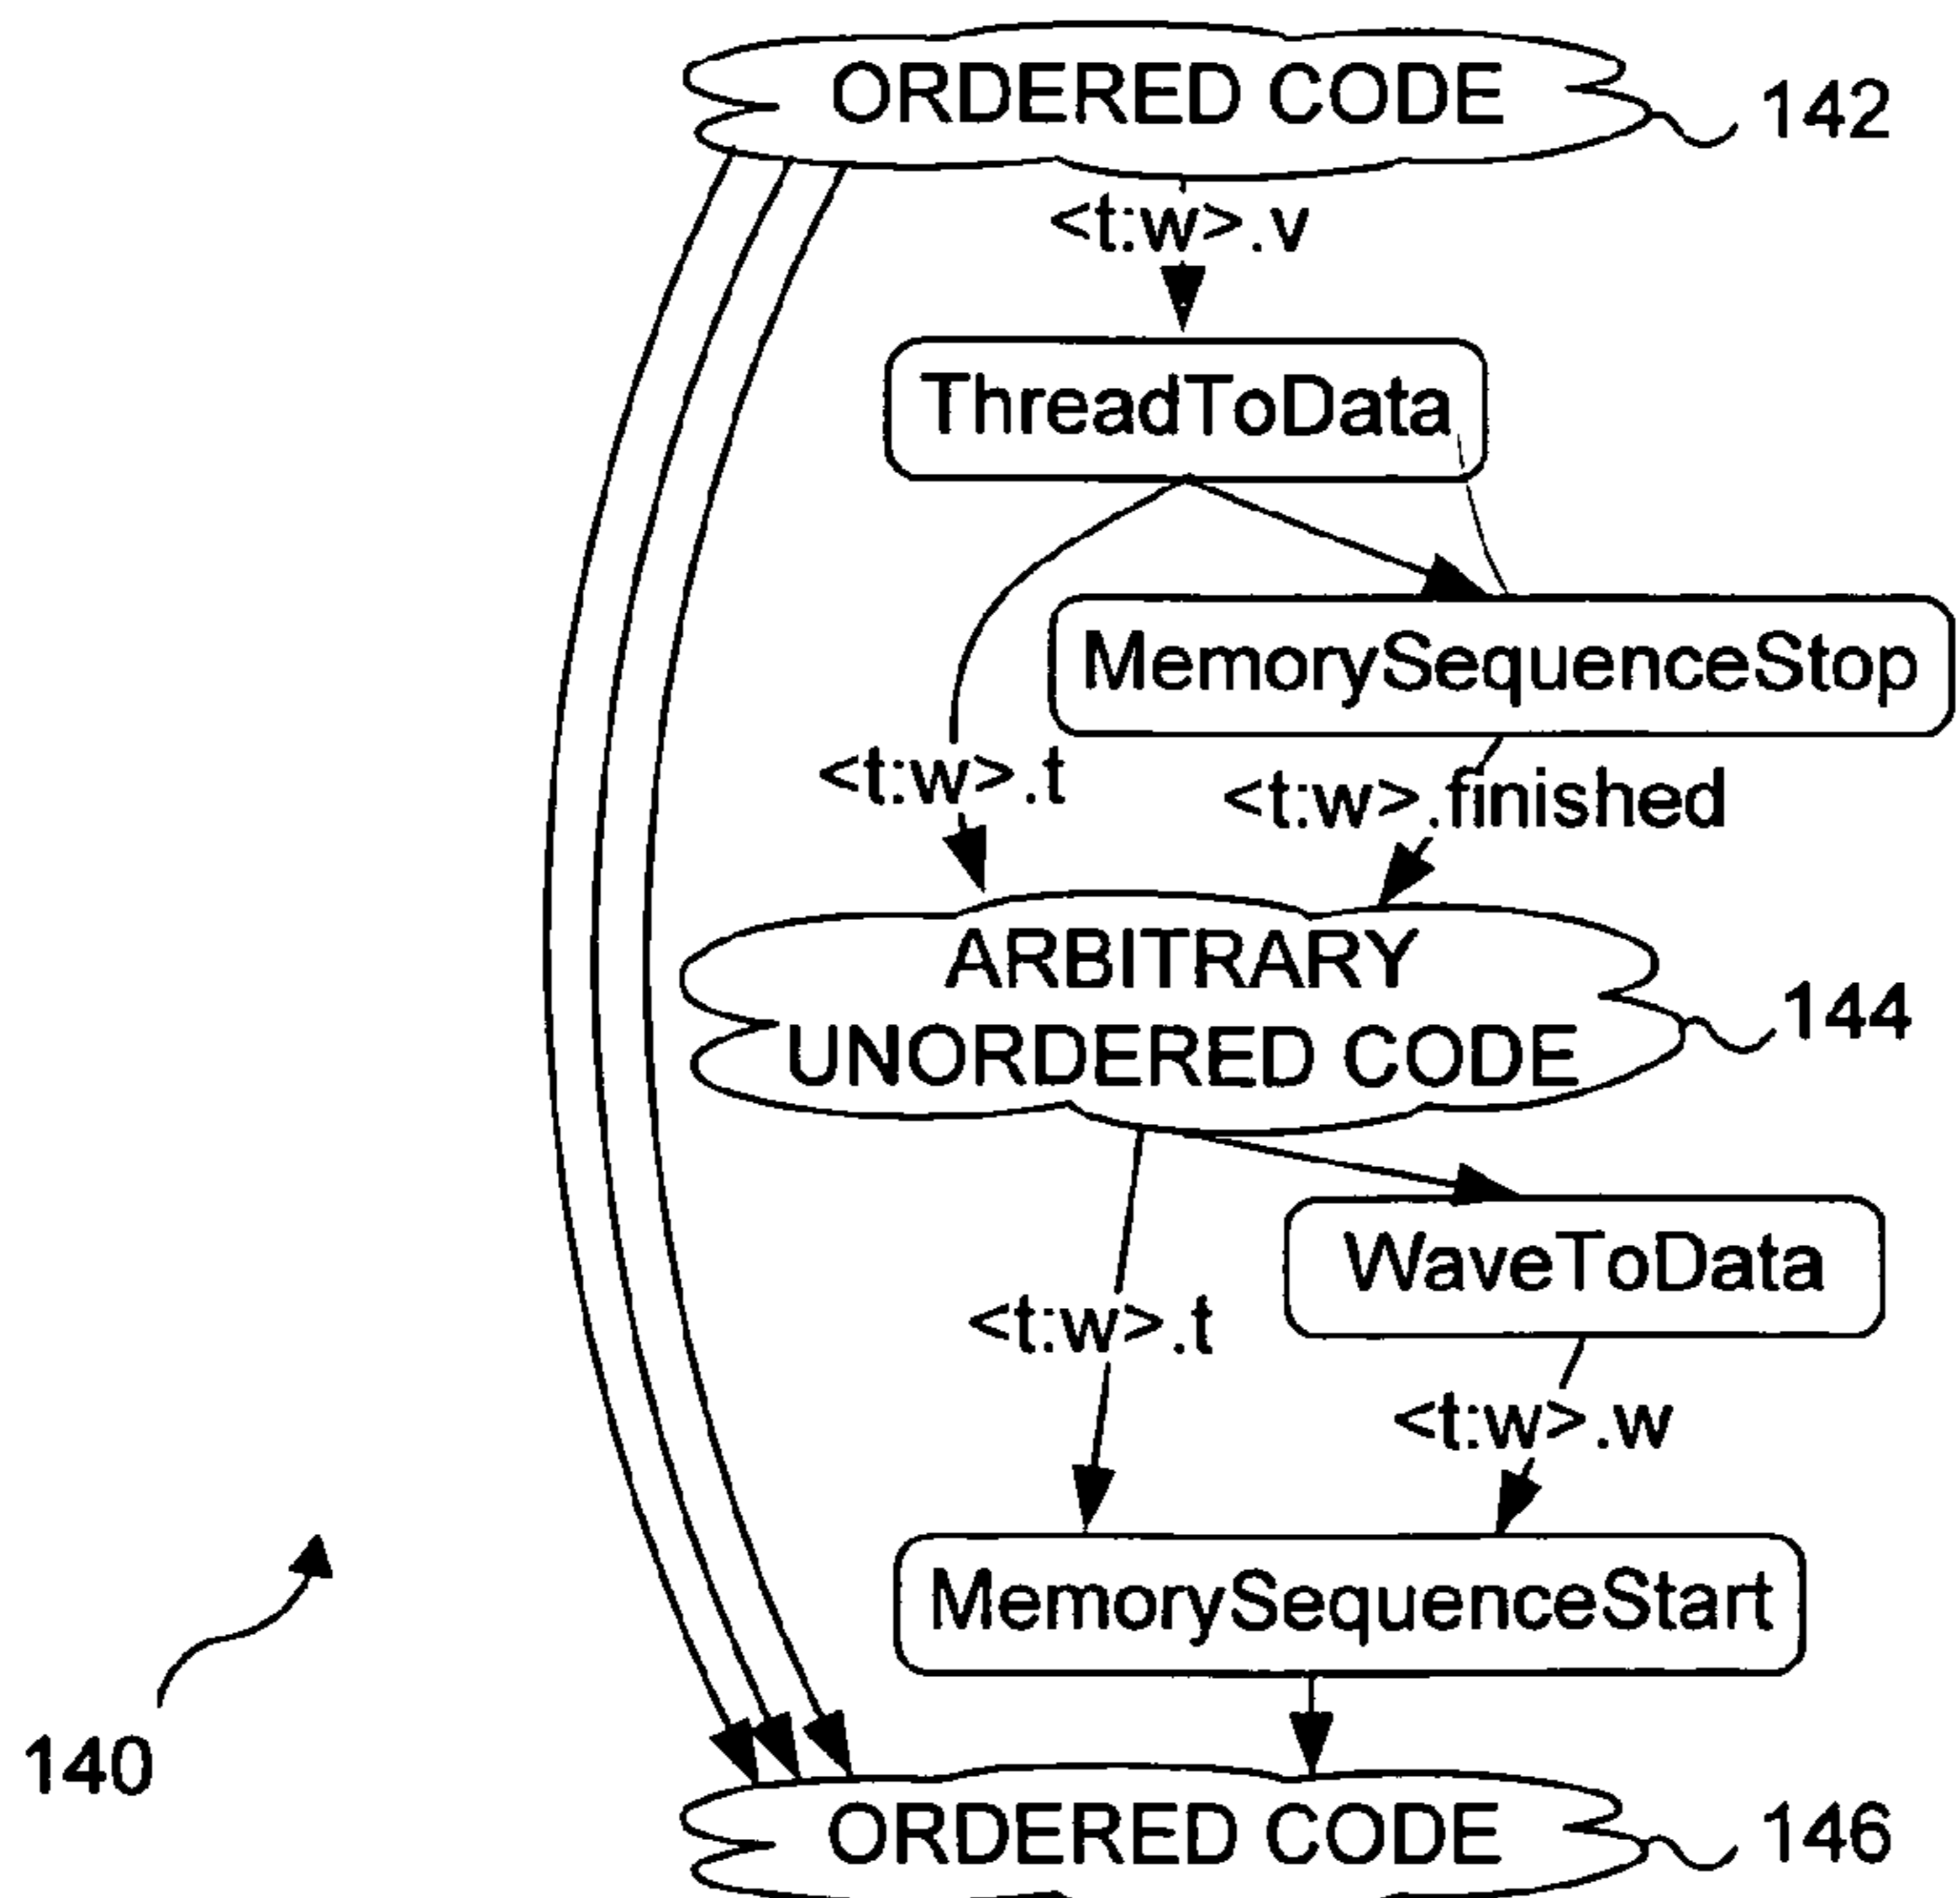 ORDERED CODE
142
<t:w>.v
ThreadToData
MemorySequenceStop
<t:w>.t
<t:w>.finished
ARBITRARY
UNORDERED CODE
144
WaveToData
<t:w>.t
<t:w>.w
MemorySequenceStart
140
ORDERED CODE
146